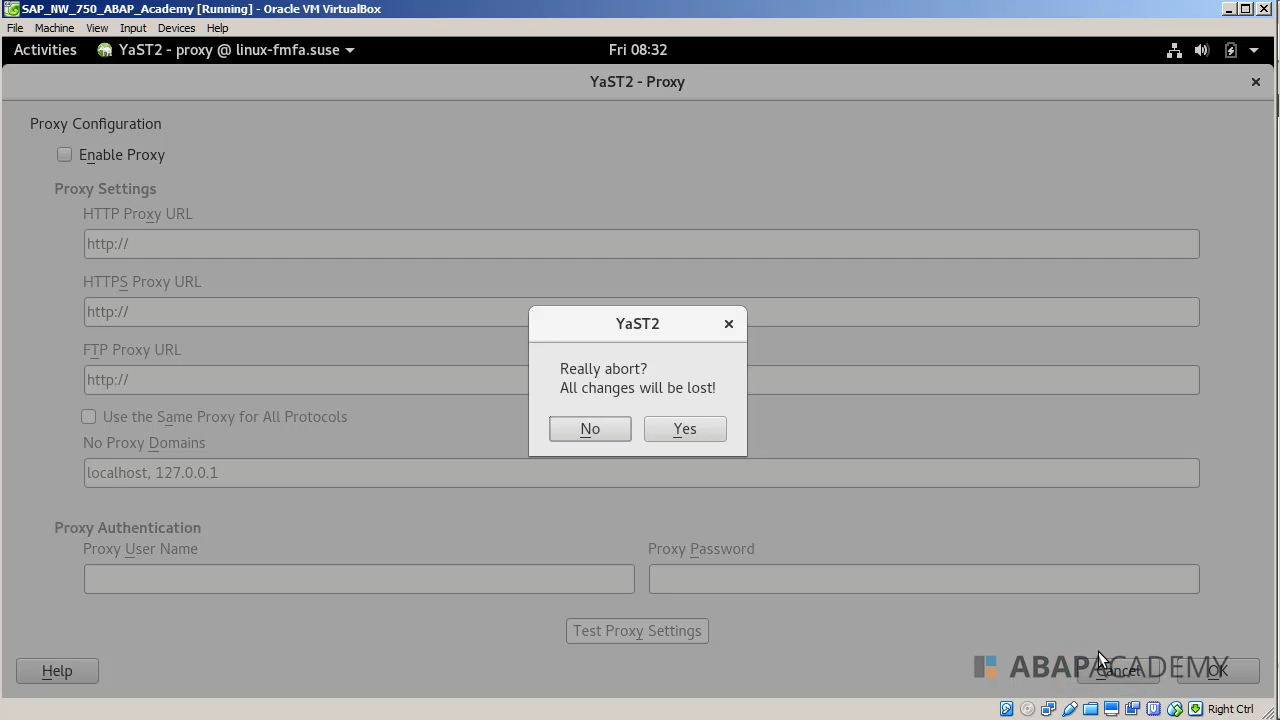 SAP_NW_750_ABAP_Academy [Running] - Oracle VM VirtualBox
File Machine View Input Devices Help
Activities YaST2 - proxy @ linux-fmfa.suse Fri 08:32
YaST2 - Proxy
Proxy Configuration
Enable Proxy
Proxy Settings
HTTP Proxy URL
http://
HTTPS Proxy URL
http://
FTP Proxy URL
http://
Use the Same Proxy for All Protocols
No Proxy Domains
localhost, 127.0.0.1
YaST2
Really abort?
All changes will be lost!
No Yes
Proxy Authentication
Proxy User Name Proxy Password
Test Proxy Settings
Help Cancel OK
ABAPACADEMY
Right Ctrl